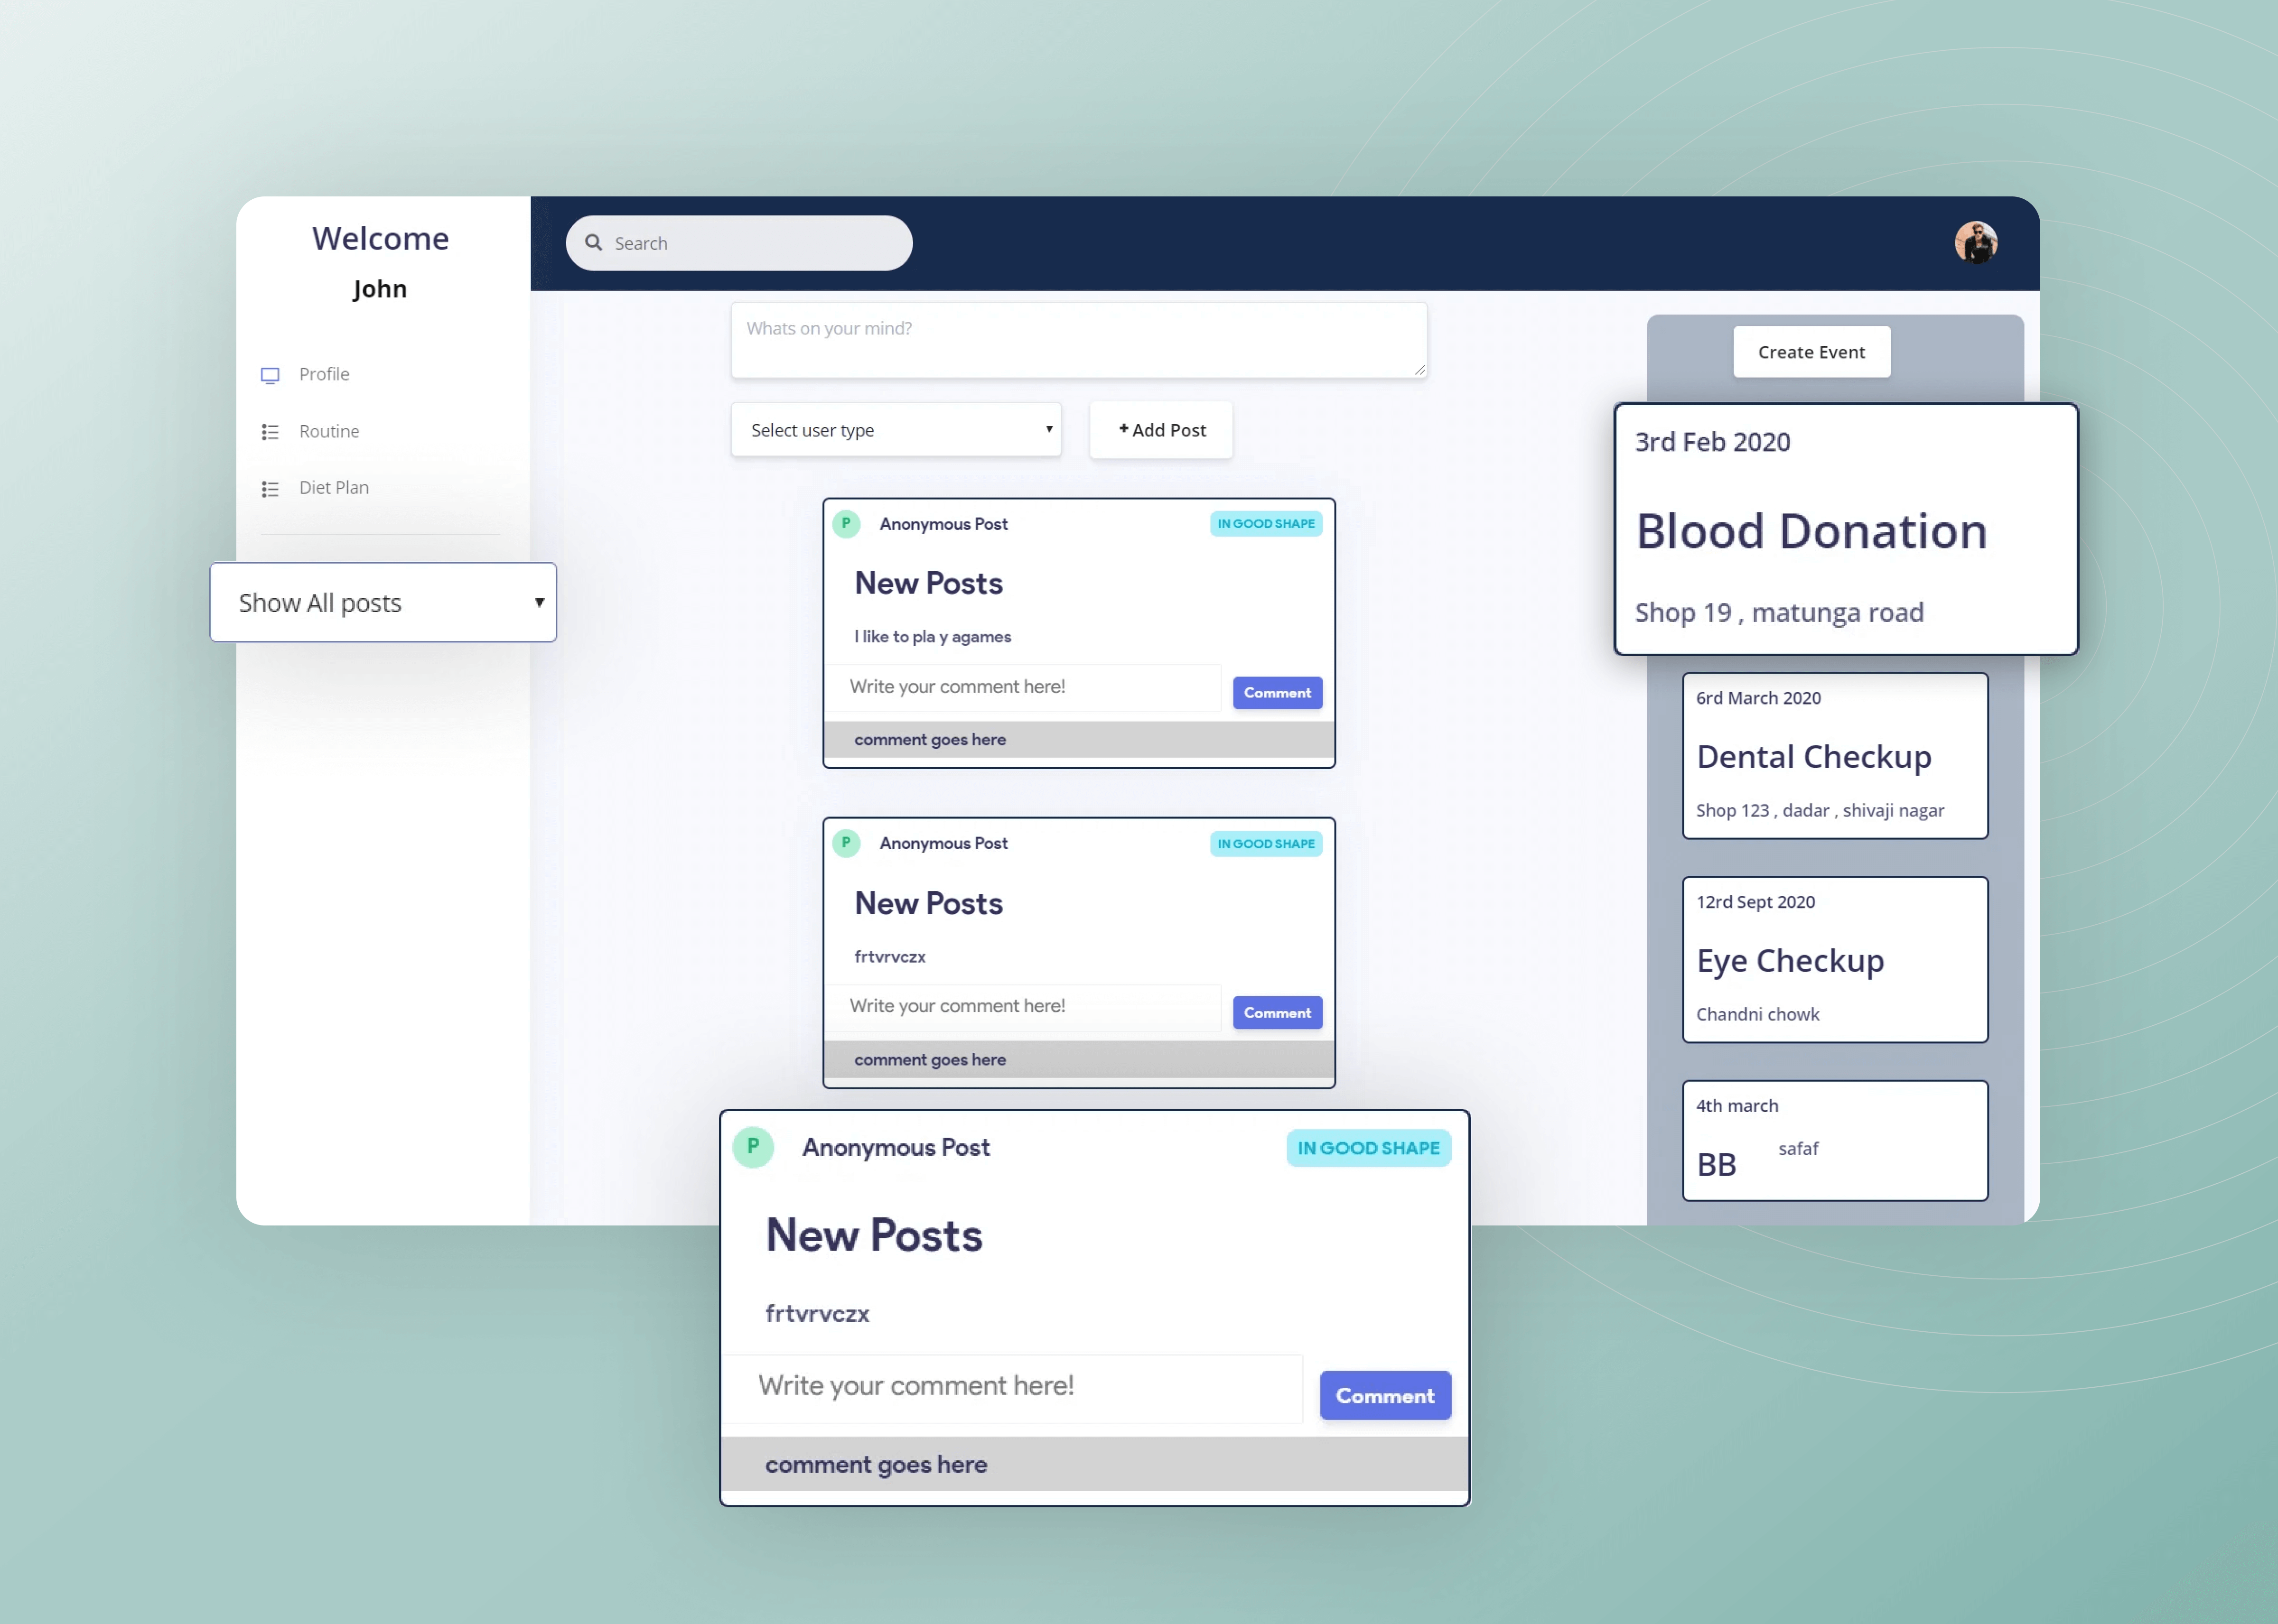 Welcome
John
Profile
Routine
Diet Plan
Show All posts
Search
Whats on your mind?
Select user type
+ Add Post
P Anonymous Post IN GOOD SHAPE
New Posts
I like to pla y agames
Write your comment here! Comment
comment goes here
P Anonymous Post IN GOOD SHAPE
New Posts
frtvrvczx
Write your comment here! Comment
comment goes here
P Anonymous Post IN GOOD SHAPE
New Posts
frtvrvczx
Write your comment here! Comment
comment goes here
Create Event
3rd Feb 2020
Blood Donation
Shop 19 , matunga road
6rd March 2020
Dental Checkup
Shop 123 , dadar , shivaji nagar
12rd Sept 2020
Eye Checkup
Chandni chowk
4th march
BB safaf